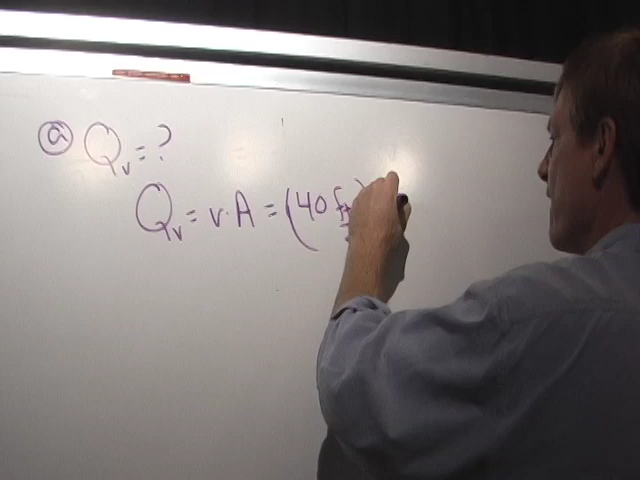 ⓐ Qᵥ = ?
Qᵥ = v·A = (40 ft